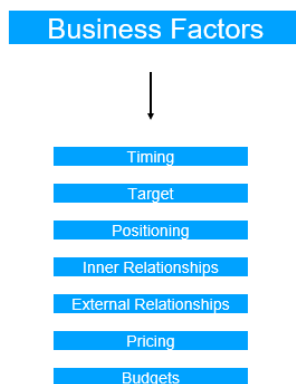 Business Factors
Timing
Target
Positioning
Inner Relationships
External Relationships
Pricing
Budgets